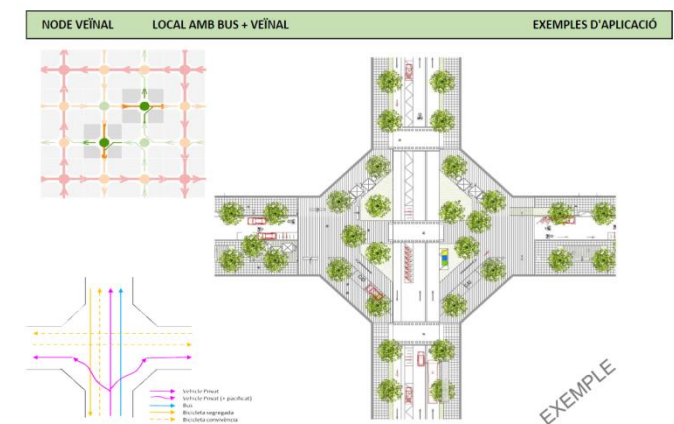 NODE VEÏNAL LOCAL AMB BUS + VEÏNAL EXEMPLES D'APLICACIÓ
Vehicle Privat
Vehicle Privat (+ pacificat)
Bus
Bicicleta segregada
Bicicleta convivència
EXEMPLE